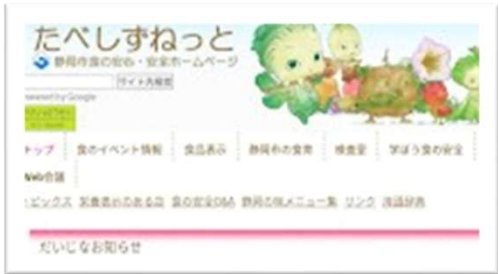 たべしずねっと
静岡市食の安心・安全ホームページ
サイト内検索
powered by Google
トップ 食のイベント情報 食品表示 静岡市の食育 検査室 学ぼう食の安全
Web会議
トピックス 栄養表示のある店 食の安全Q&A 静岡の味メニュー集 リンク 用語辞典
だいじなお知らせ